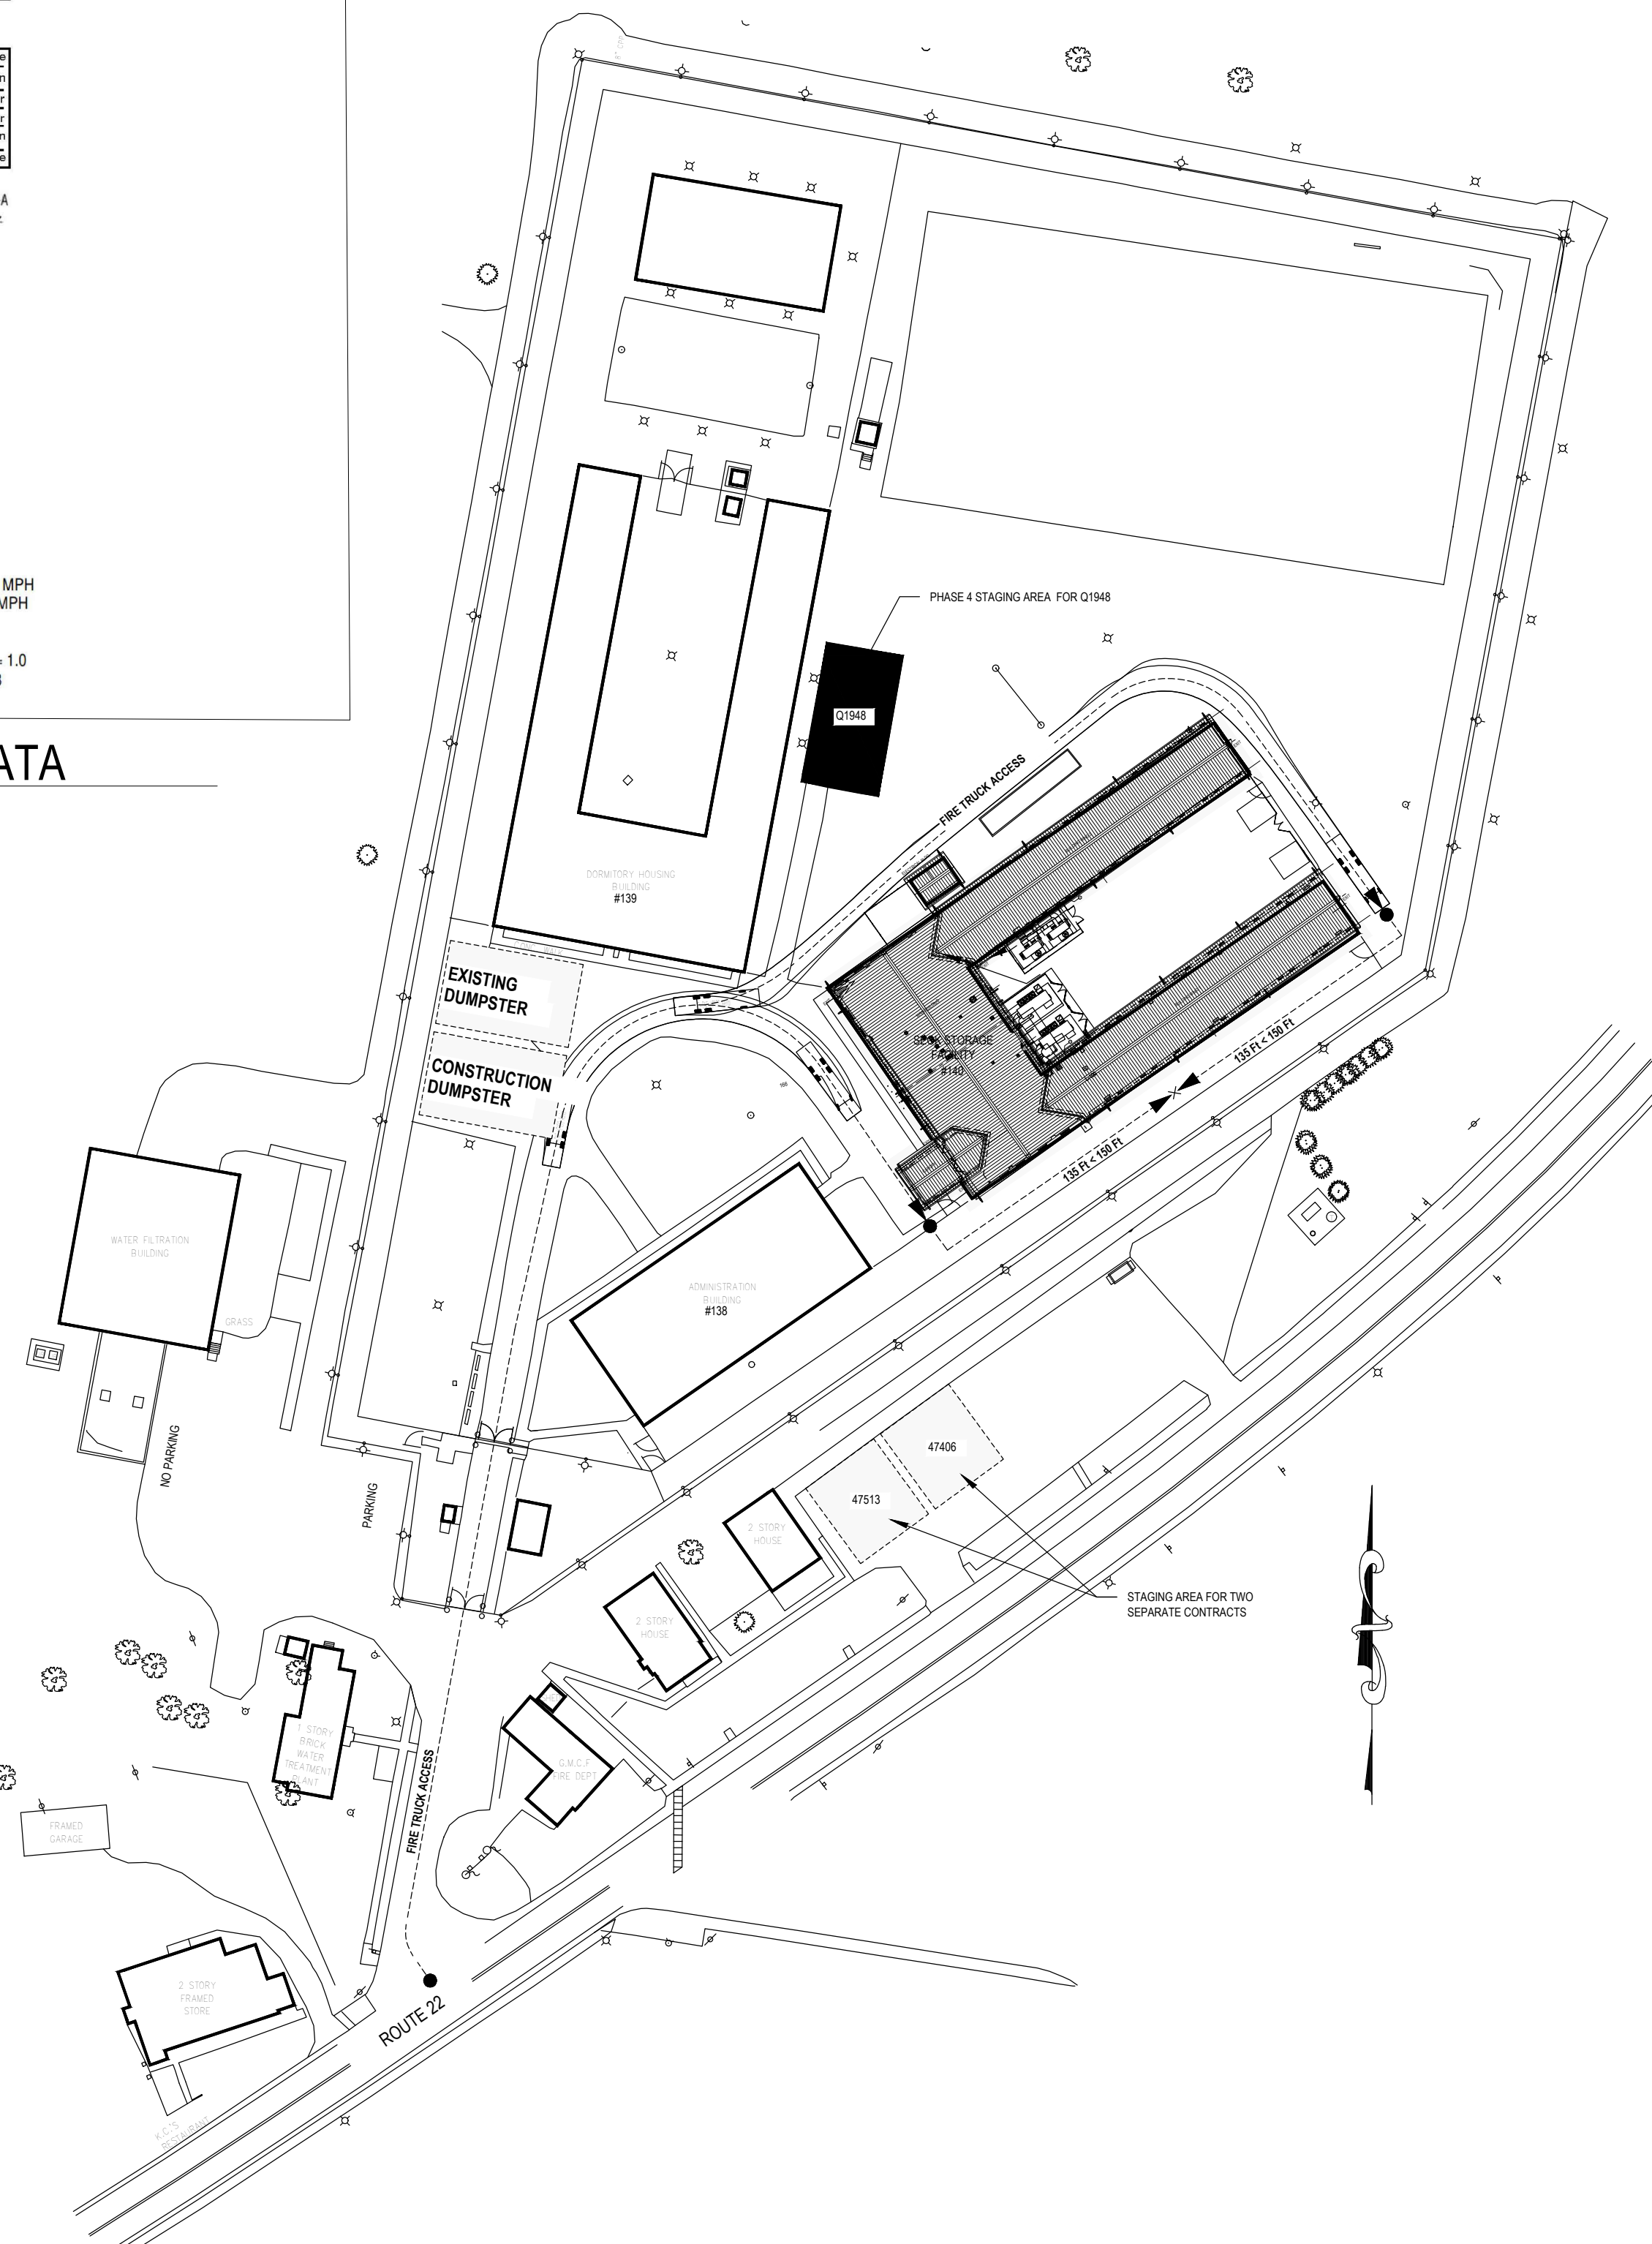 MPH
MPH
= 1.0
ATA
PHASE 4 STAGING AREA FOR Q1948
Q1948
FIRE TRUCK ACCESS
DORMITORY HOUSING
BUILDING
#139
EXISTING
DUMPSTER
CONSTRUCTION
DUMPSTER
STORAGE
FACILITY
#140
135 Ft < 150 Ft
135 Ft < 150 Ft
WATER FILTRATION
BUILDING
GRASS
ADMINISTRATION
BUILDING
#138
NO PARKING
PARKING
47406
47513
2 STORY
HOUSE
2 STORY
HOUSE
STAGING AREA FOR TWO
SEPARATE CONTRACTS
1 STORY
BRICK
WATER
TREATMENT
PLANT
G.M.C.F.
FIRE DEPT.
FIRE TRUCK ACCESS
FRAMED
GARAGE
2 STORY
FRAMED
STORE
ROUTE 22
K.C.'S
RESTAURANT